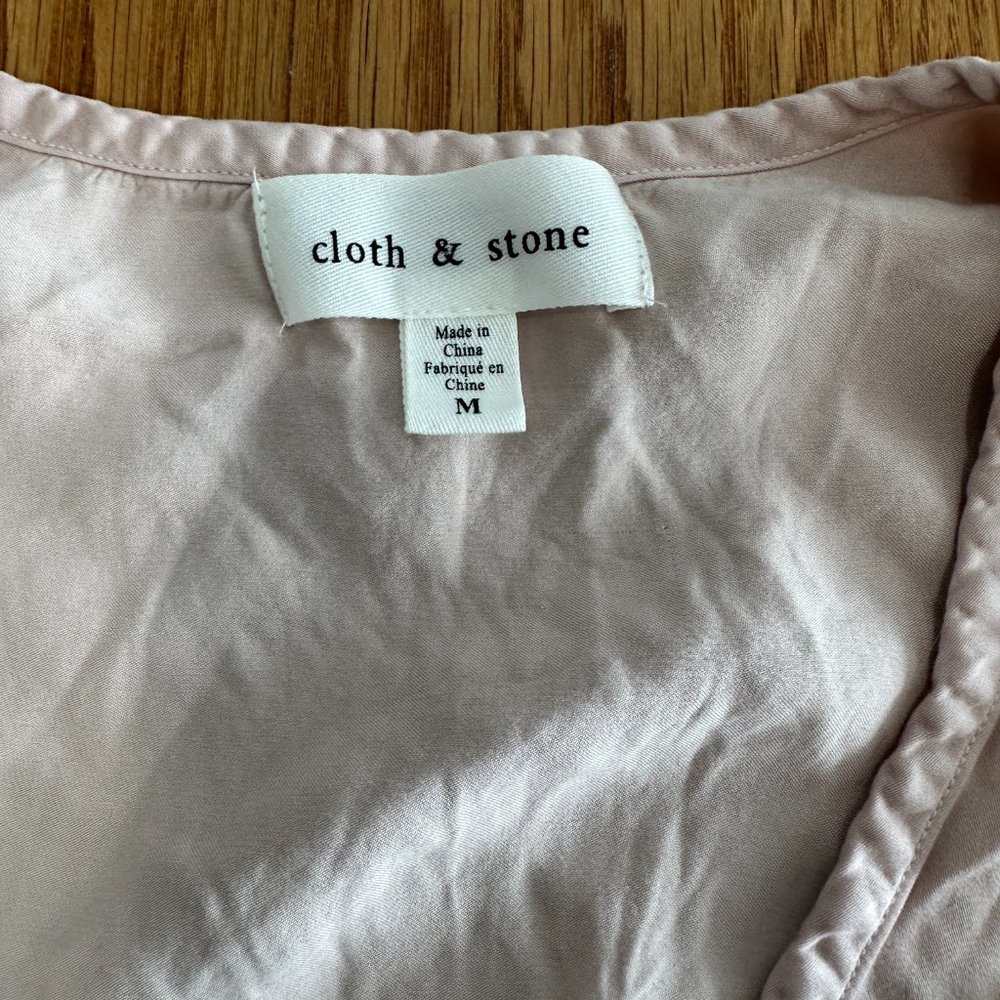 cloth & stone
Made in
China
Fabriqué en
Chine
M